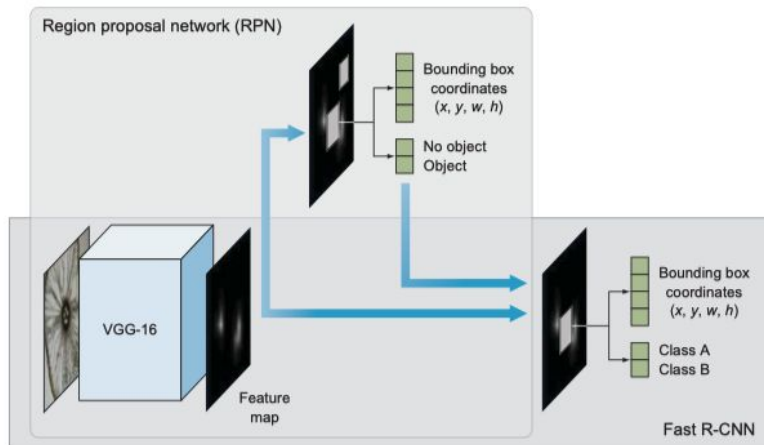 Region proposal network (RPN)
Bounding box
coordinates
(x, y, w, h)
No object
Object
VGG-16
Feature
map
Bounding box
coordinates
(x, y, w, h)
Class A
Class B
Fast R-CNN